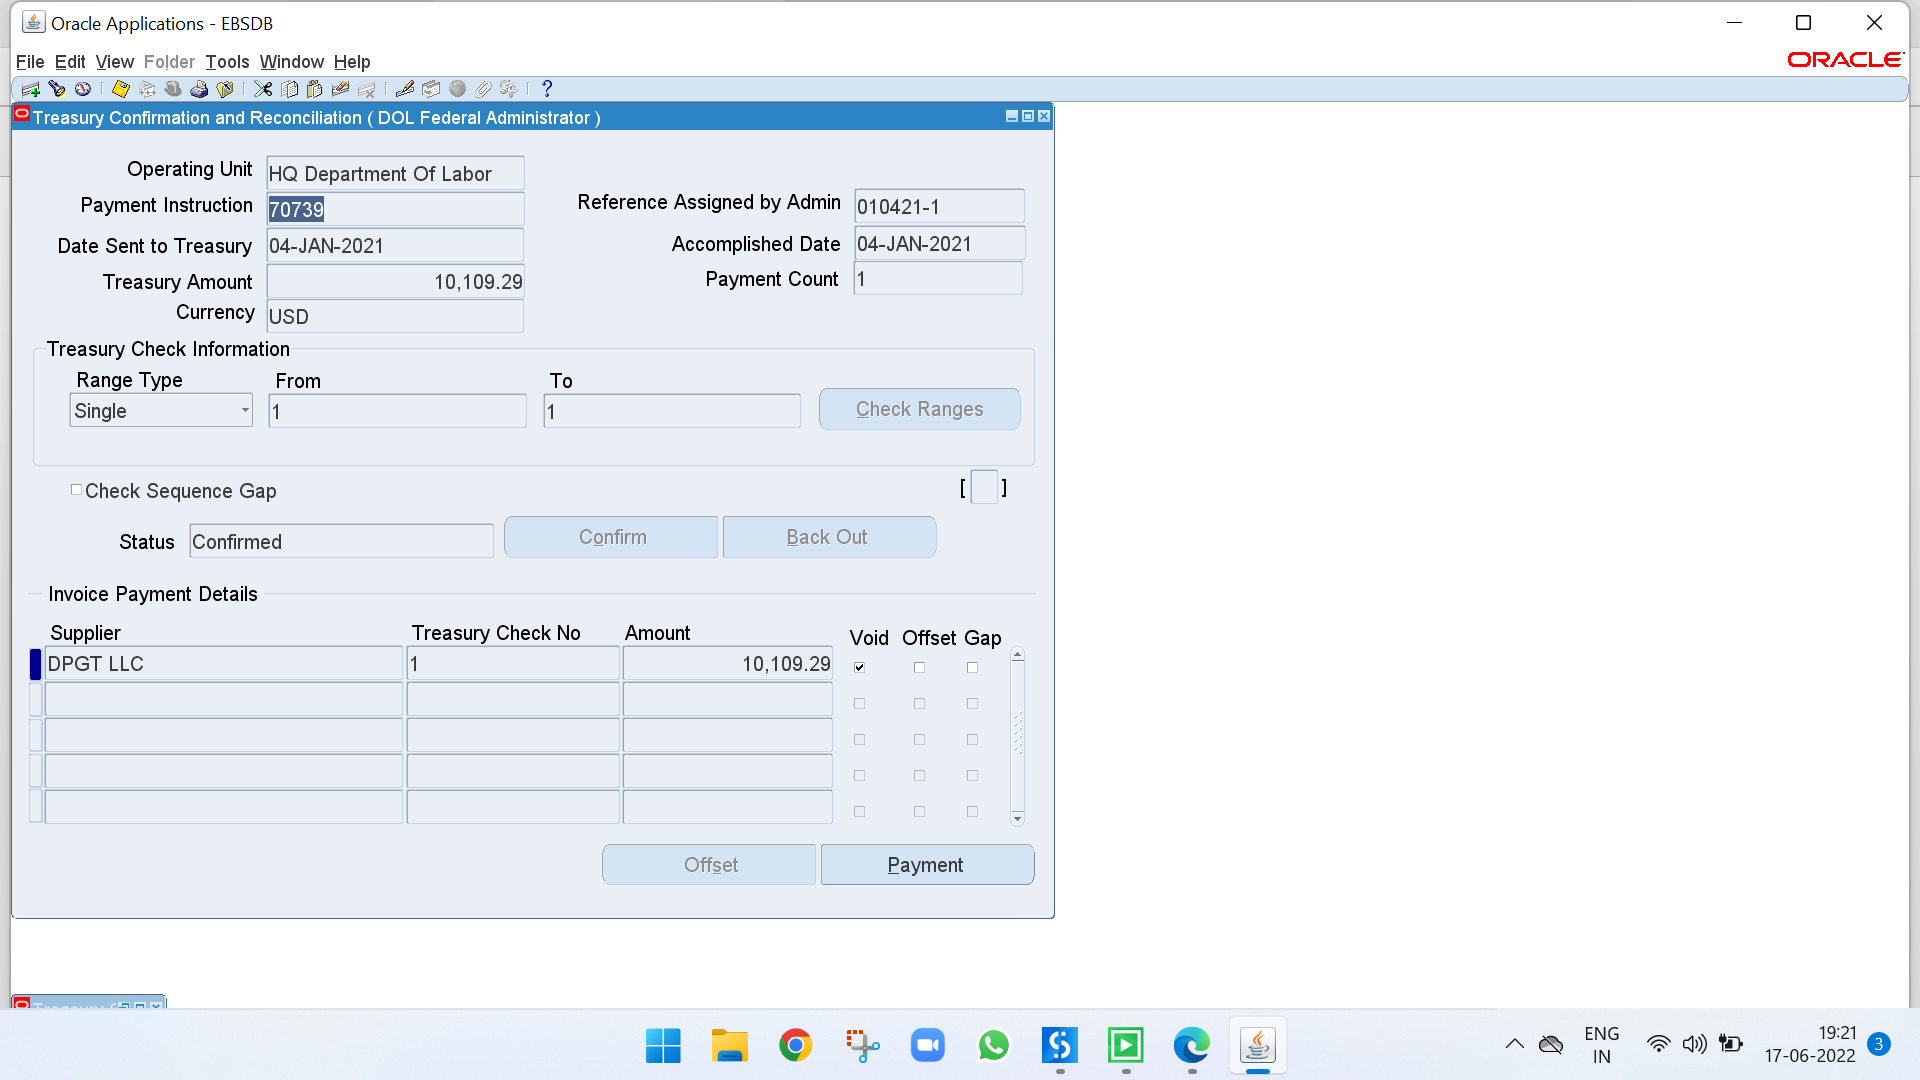 Oracle Applications - EBSDB
File Edit View Folder Tools Window Help
ORACLE
Treasury Confirmation and Reconciliation ( DOL Federal Administrator )
Operating Unit HQ Department Of Labor
Payment Instruction 70739
Reference Assigned by Admin 010421-1
Date Sent to Treasury 04-JAN-2021
Accomplished Date 04-JAN-2021
Treasury Amount 10,109.29
Payment Count 1
Currency USD
Treasury Check Information
Range Type From To
Single 1 1 Check Ranges
Check Sequence Gap [ ]
Status Confirmed Confirm Back Out
Invoice Payment Details
Supplier Treasury Check No Amount Void Offset Gap
DPGT LLC 1 10,109.29
Offset Payment
ENG
IN
19:21
17-06-2022
3